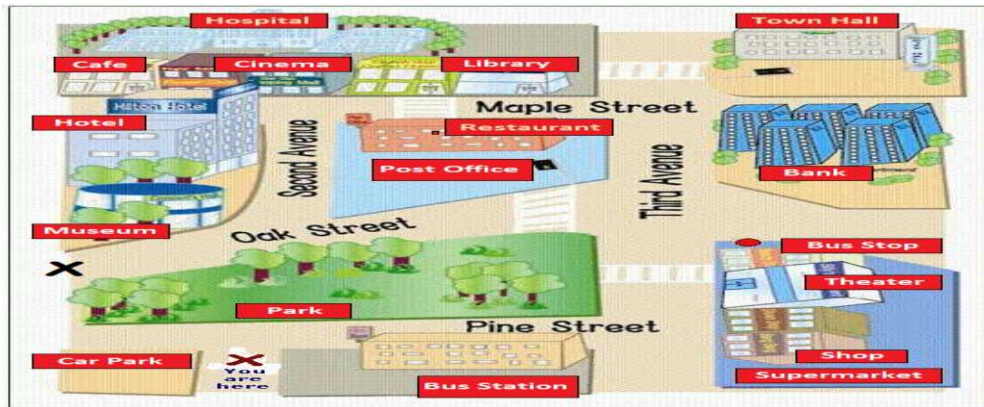 Hospital
Town Hall
Cafe
Cinema
Library
Hilton Hotel
Hotel
Maple Street
Restaurant
Second Avenue
Post Office
Third Avenue
Bank
Museum
Oak Street
Bus Stop
Theater
Park
Pine Street
Car Park
You
are
here
Shop
Bus Station
Supermarket